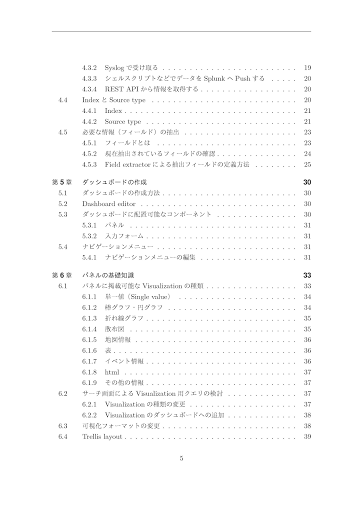 4.3.2 Syslog で受け取る . . . . . . . . . . . . . . . . . . . . . . . . . 19
4.3.3 シェルスクリプトなどでデータを Splunk へ Push する . . . . . 20
4.3.4 REST API から情報を取得する . . . . . . . . . . . . . . . . . . 20
4.4 Index と Source type . . . . . . . . . . . . . . . . . . . . . . . . . . . 20
4.4.1 Index . . . . . . . . . . . . . . . . . . . . . . . . . . . . . . . . 21
4.4.2 Source type . . . . . . . . . . . . . . . . . . . . . . . . . . . . 21
4.5 必要な情報（フィールド）の抽出 . . . . . . . . . . . . . . . . . . . . . 23
4.5.1 フィールドとは . . . . . . . . . . . . . . . . . . . . . . . . . . 23
4.5.2 現在抽出されているフィールドの確認 . . . . . . . . . . . . . . . 24
4.5.3 Field extractor による抽出フィールドの定義方法 . . . . . . . . 25
第 5 章 ダッシュボードの作成 30
5.1 ダッシュボードの作成方法 . . . . . . . . . . . . . . . . . . . . . . . . . 30
5.2 Dashboard editor . . . . . . . . . . . . . . . . . . . . . . . . . . . . . 30
5.3 ダッシュボードに配置可能なコンポーネント . . . . . . . . . . . . . . . 30
5.3.1 パネル . . . . . . . . . . . . . . . . . . . . . . . . . . . . . . . 31
5.3.2 入力フォーム . . . . . . . . . . . . . . . . . . . . . . . . . . . . 31
5.4 ナビゲーションメニュー . . . . . . . . . . . . . . . . . . . . . . . . . . 31
5.4.1 ナビゲーションメニューの編集 . . . . . . . . . . . . . . . . . . 31
第 6 章 パネルの基礎知識 33
6.1 パネルに掲載可能な Visualization の種類 . . . . . . . . . . . . . . . . . 33
6.1.1 単一値（Single value） . . . . . . . . . . . . . . . . . . . . . . . 34
6.1.2 棒グラフ・円グラフ . . . . . . . . . . . . . . . . . . . . . . . . 34
6.1.3 折れ線グラフ . . . . . . . . . . . . . . . . . . . . . . . . . . . . 35
6.1.4 散布図 . . . . . . . . . . . . . . . . . . . . . . . . . . . . . . . 35
6.1.5 地図情報 . . . . . . . . . . . . . . . . . . . . . . . . . . . . . . 36
6.1.6 表 . . . . . . . . . . . . . . . . . . . . . . . . . . . . . . . . . . 36
6.1.7 イベント情報 . . . . . . . . . . . . . . . . . . . . . . . . . . . . 36
6.1.8 html . . . . . . . . . . . . . . . . . . . . . . . . . . . . . . . . 37
6.1.9 その他の情報 . . . . . . . . . . . . . . . . . . . . . . . . . . . . 37
6.2 サーチ画面による Visualization 用クエリの検討 . . . . . . . . . . . . . 37
6.2.1 Visualization の種類の変更 . . . . . . . . . . . . . . . . . . . . 37
6.2.2 Visualization のダッシュボードへの追加 . . . . . . . . . . . . . 38
6.3 可視化フォーマットの変更 . . . . . . . . . . . . . . . . . . . . . . . . . 38
6.4 Trellis layout . . . . . . . . . . . . . . . . . . . . . . . . . . . . . . . . 39
5